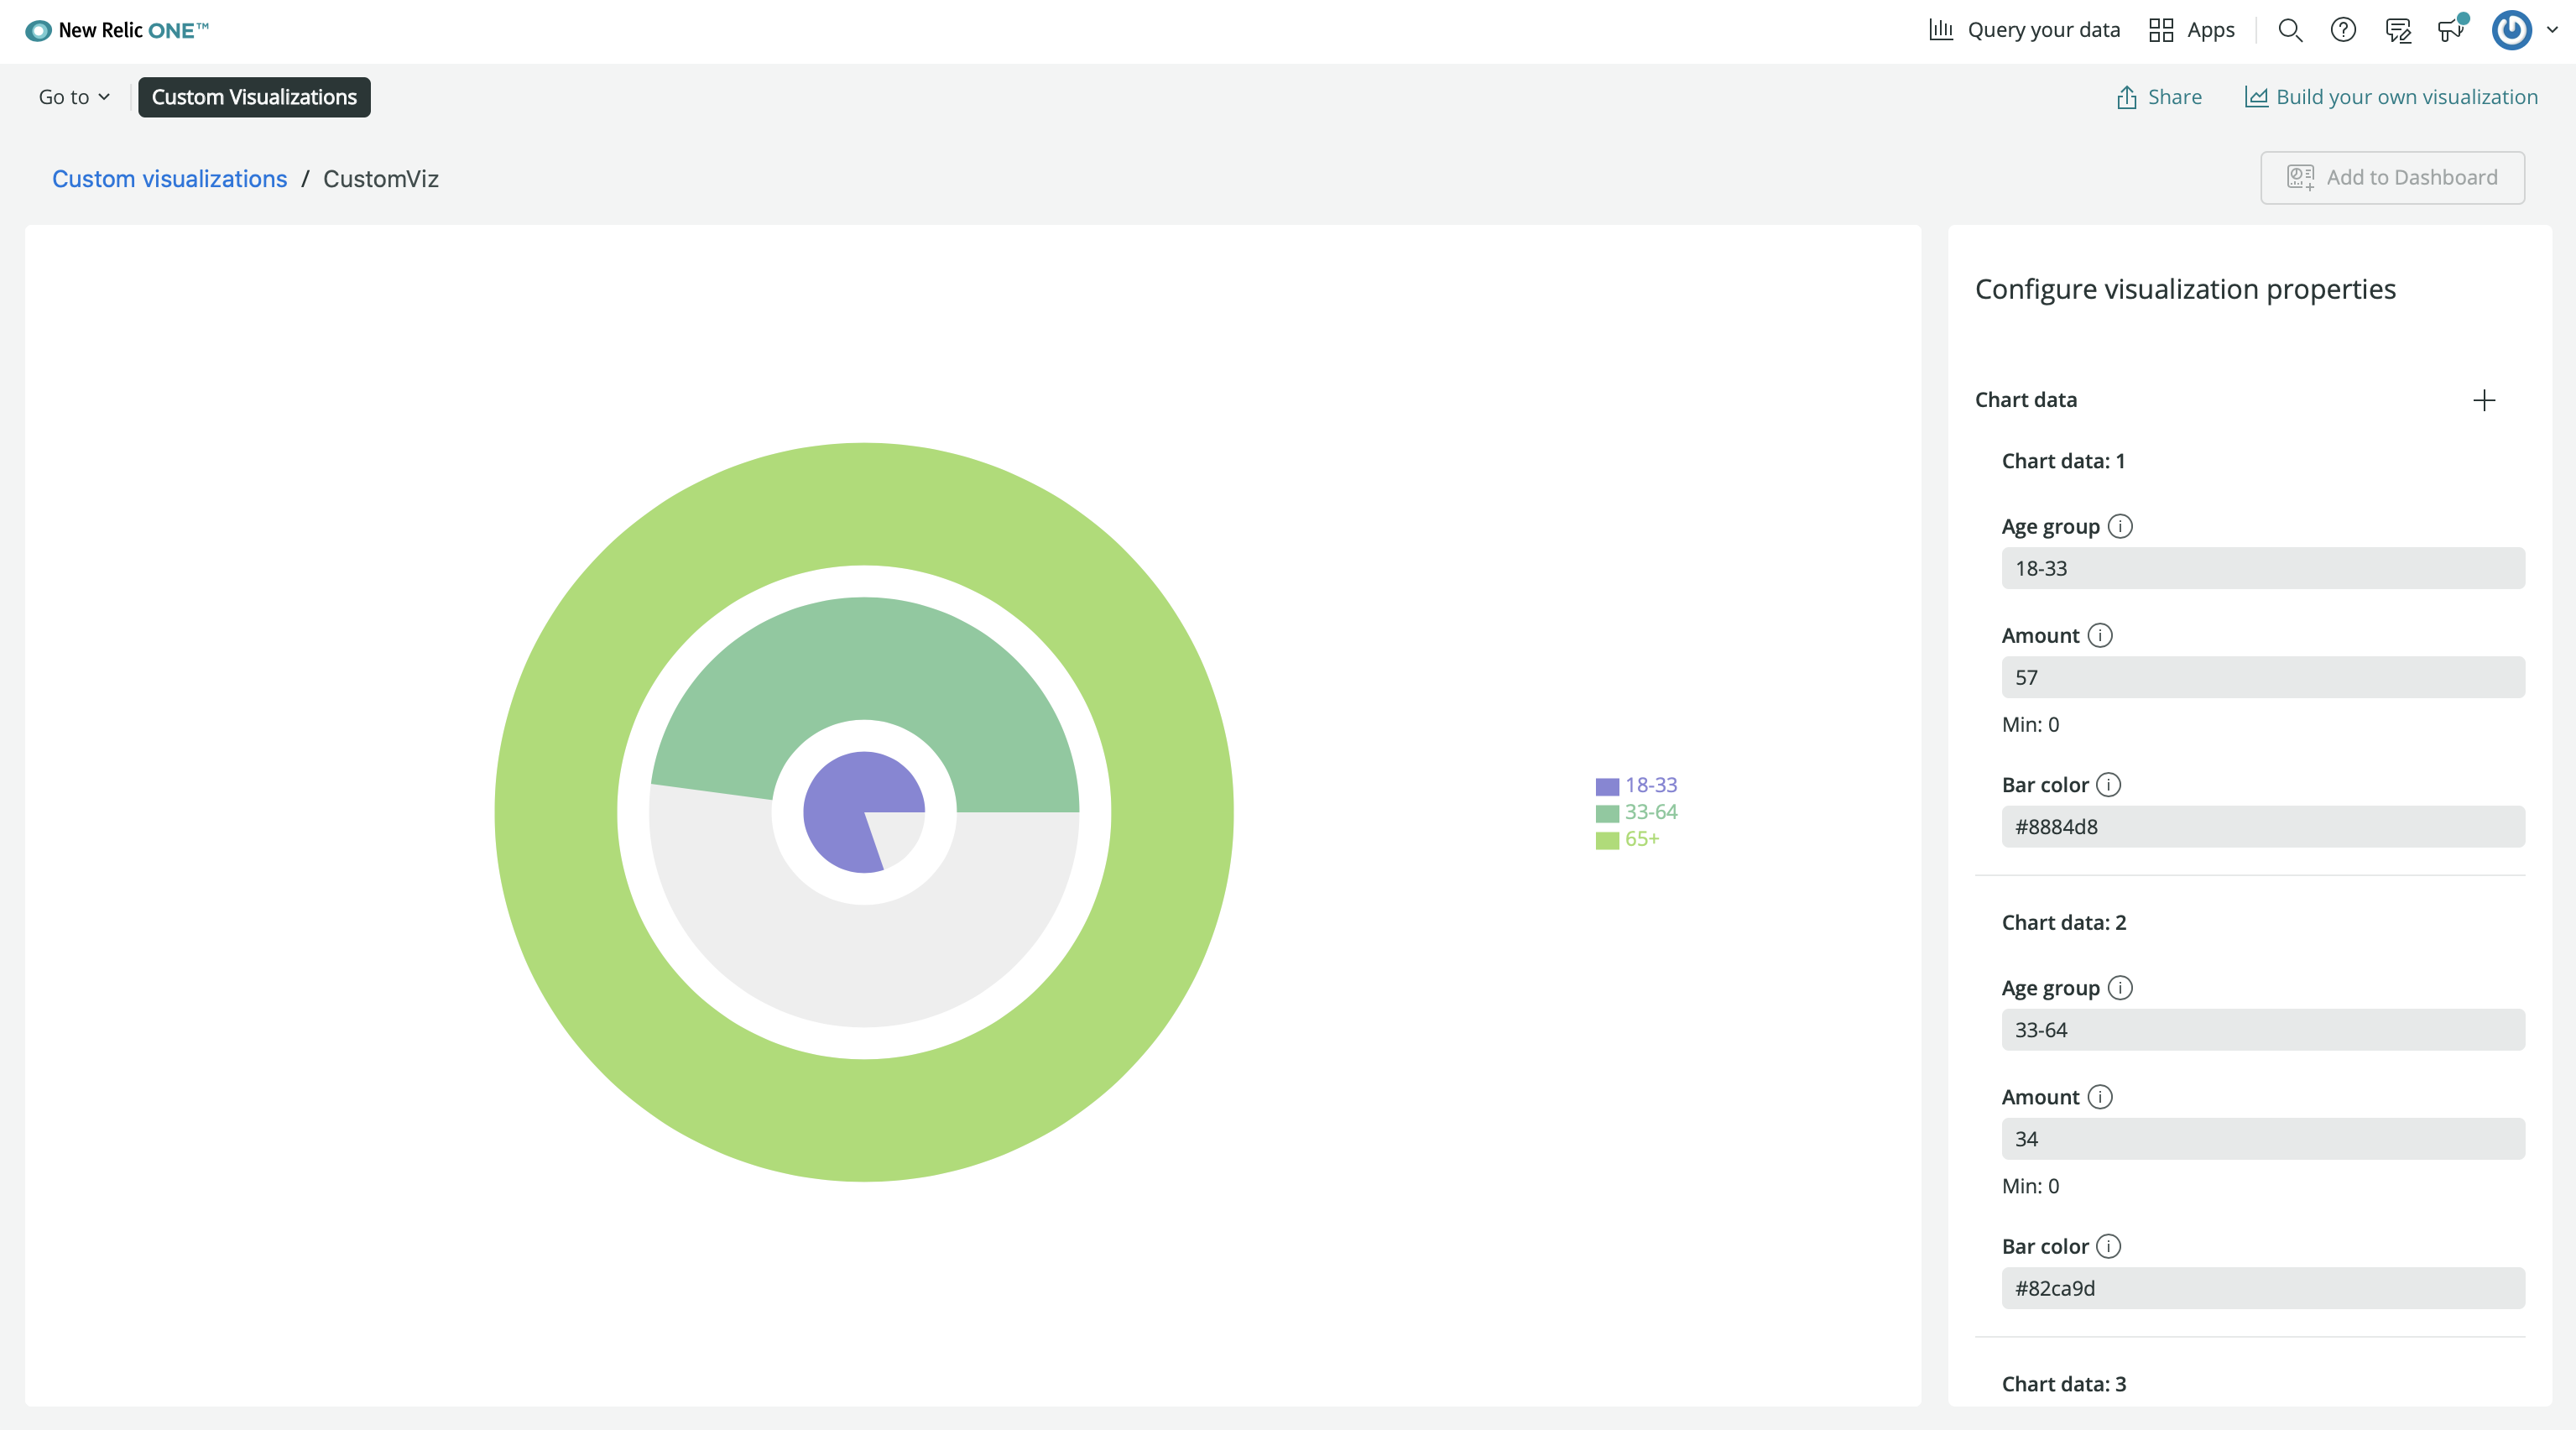 New Relic ONE™
Query your data
Apps
Go to
Custom Visualizations
Share
Build your own visualization
Custom visualizations / CustomViz
Add to Dashboard
18-33
33-64
65+
Configure visualization properties
Chart data
Chart data: 1
Age group
18-33
Amount
57
Min: 0
Bar color
#8884d8
Chart data: 2
Age group
33-64
Amount
34
Min: 0
Bar color
#82ca9d
Chart data: 3